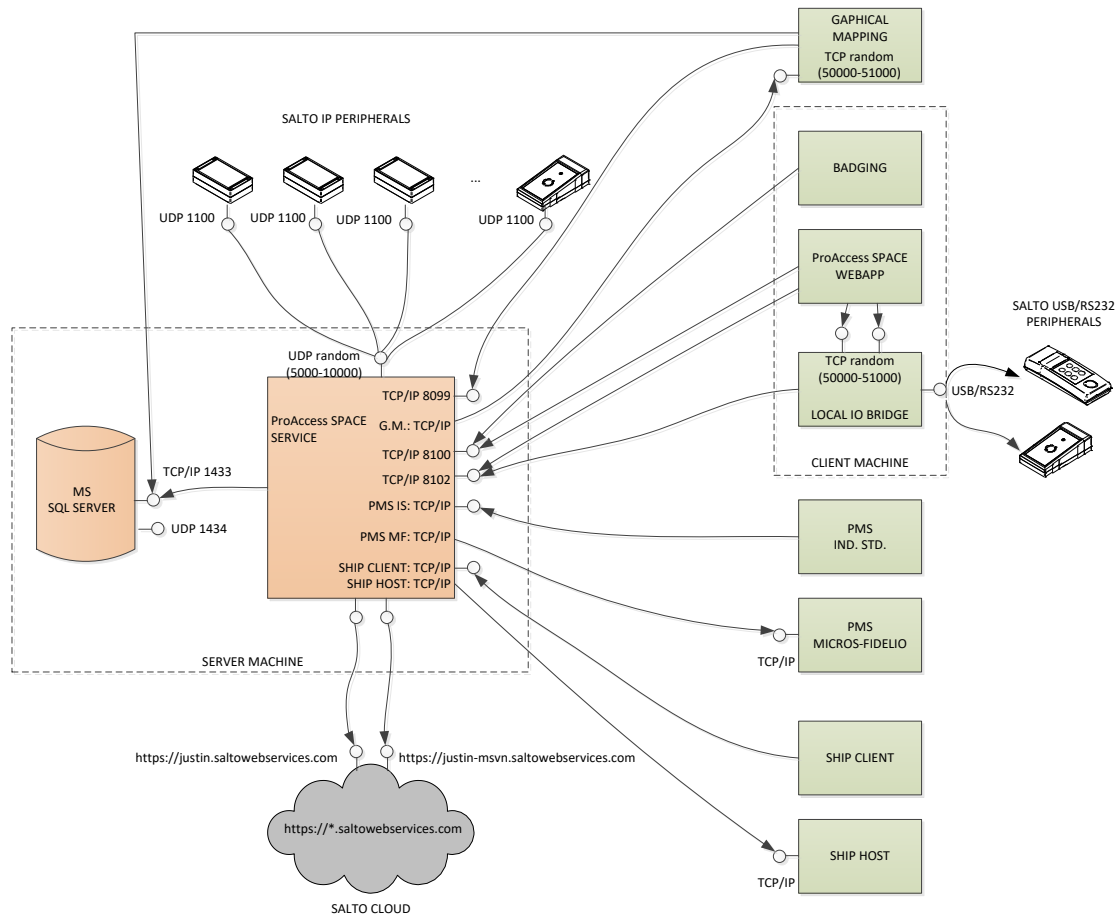 GAPHICAL
MAPPING
TCP random
(50000-51000)
SALTO IP PERIPHERALS
...
UDP 1100
UDP 1100
UDP 1100
UDP 1100
BADGING
ProAccess SPACE
WEBAPP
SALTO USB/RS232
PERIPHERALS
TCP random
(50000-51000)
LOCAL IO BRIDGE
USB/RS232
CLIENT MACHINE
UDP random
(5000-10000)
ProAccess SPACE
SERVICE
TCP/IP 8099
G.M.: TCP/IP
TCP/IP 8100
TCP/IP 8102
PMS IS: TCP/IP
PMS MF: TCP/IP
SHIP CLIENT: TCP/IP
SHIP HOST: TCP/IP
MS
SQL SERVER
TCP/IP 1433
UDP 1434
SERVER MACHINE
PMS
IND. STD.
PMS
MICROS-FIDELIO
TCP/IP
SHIP CLIENT
SHIP HOST
TCP/IP
https://justin.saltowebservices.com
https://justin-msvn.saltowebservices.com
https://*.saltowebservices.com
SALTO CLOUD